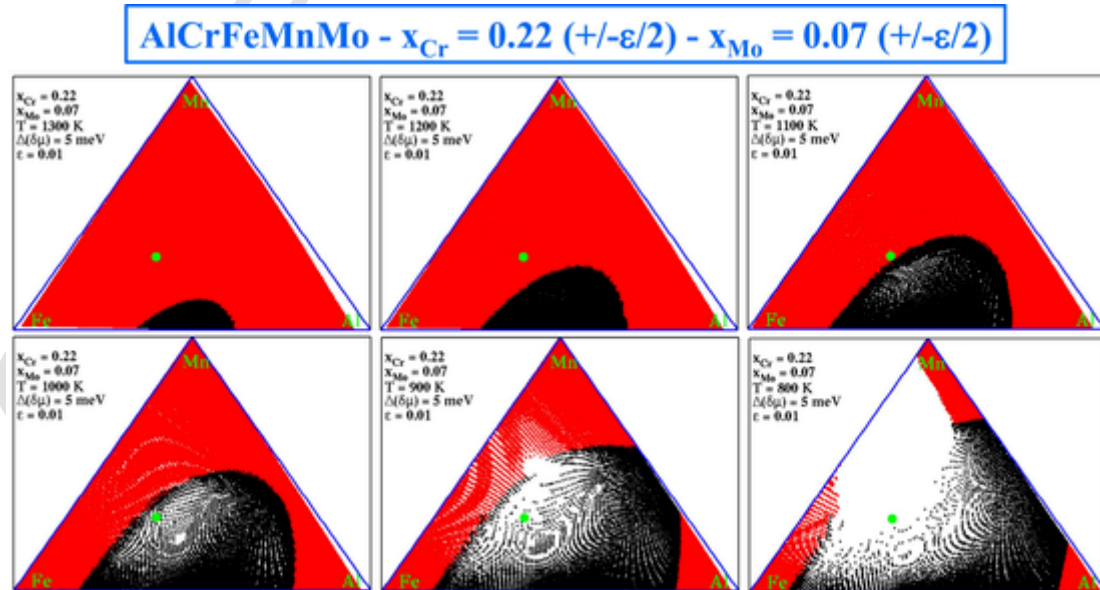 AlCrFeMnMo - xCr = 0.22 (+/-ε/2) - xMo = 0.07 (+/-ε/2)
xCr = 0.22
xMo = 0.07
T = 1300 K
Δ(δμ) = 5 meV
ε = 0.01
Mn
Fe
Al
xCr = 0.22
xMo = 0.07
T = 1200 K
Δ(δμ) = 5 meV
ε = 0.01
Mn
Fe
Al
xCr = 0.22
xMo = 0.07
T = 1100 K
Δ(δμ) = 5 meV
ε = 0.01
Mn
Fe
Al
xCr = 0.22
xMo = 0.07
T = 1000 K
Δ(δμ) = 5 meV
ε = 0.01
Mn
Fe
Al
xCr = 0.22
xMo = 0.07
T = 900 K
Δ(δμ) = 5 meV
ε = 0.01
Mn
Fe
Al
xCr = 0.22
xMo = 0.07
T = 800 K
Δ(δμ) = 5 meV
ε = 0.01
Mn
Fe
Al